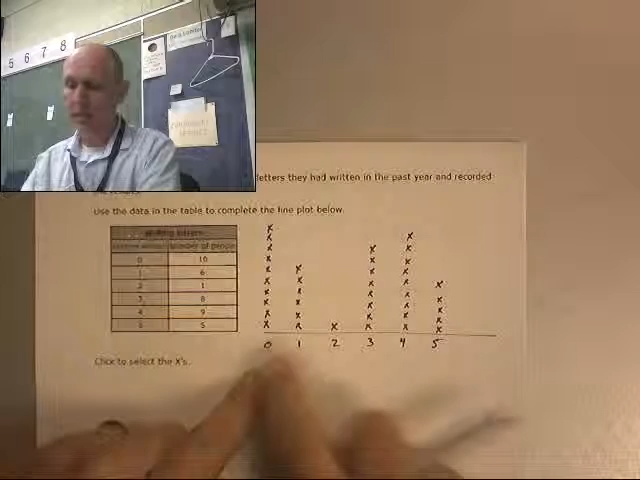 5 6 7 8
letters they had written in the past year and recorded
Use the data in the table to complete the line plot below.
Writing letters
Number of people
0 10
1 6
2 1
3 8
4 9
5 5
0 1 2 3 4 5
Click to select the X's.